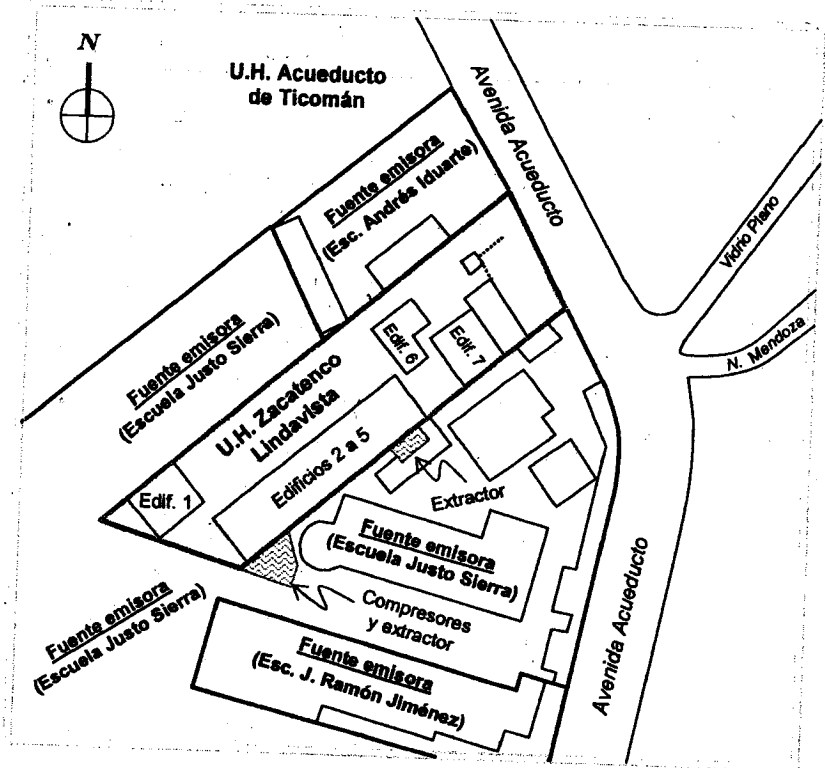 N
U.H. Acueducto
de Ticomán
Avenida Acueducto
Fuente emisora
(Esc. Andrés Iduarte)
Vidrio Plano
N. Mendoza
Fuente emisora
(Escuela Justo Sierra)
Edif. 6
Edif. 7
U.H. Zacatenco
Lindavista
Edificios 2 a 5
Edif. 1
Extractor
Fuente emisora
(Escuela Justo Sierra)
Compresores
y extractor
Fuente emisora
(Escuela Justo Sierra)
Fuente emisora
(Esc. J. Ramón Jiménez)
Avenida Acueducto